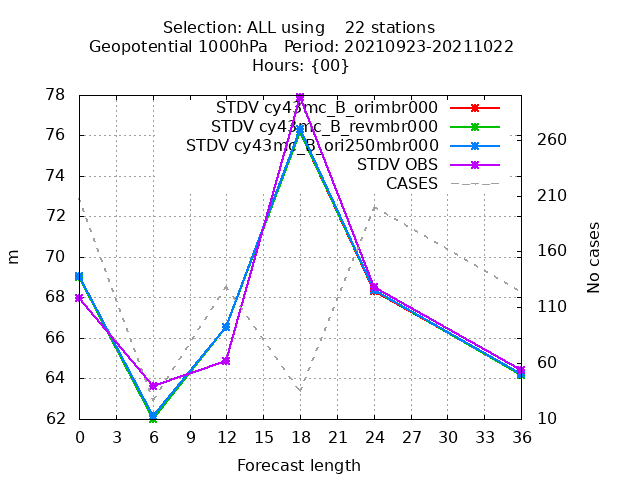 Selection: ALL using 22 stations
Geopotential 1000hPa Period: 20210923-20211022
Hours: {00}
STDV cy43mc_B_orimbr000
STDV cy43mc_B_revmbr000
STDV cy43mc_B_ori250mbr000
STDV OBS
CASES
78
76
74
72
70
68
66
64
62
m
260
210
160
110
60
10
No cases
0 3 6 9 12 15 18 21 24 27 30 33 36
Forecast length